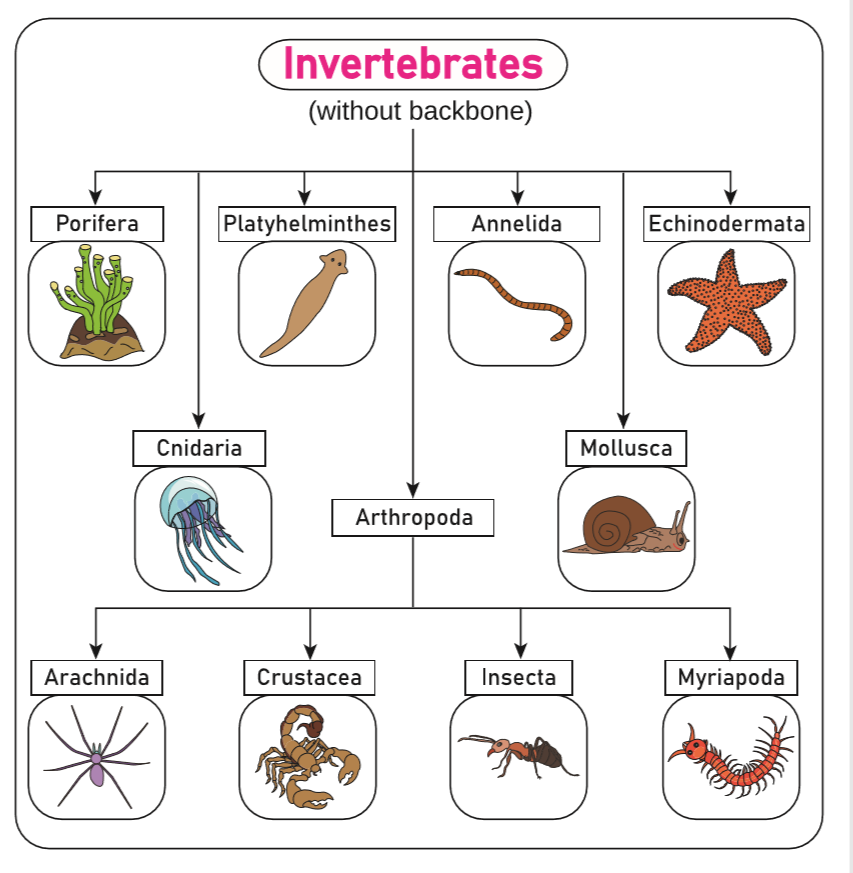 Invertebrates
(without backbone)
Porifera
Platyhelminthes
Annelida
Echinodermata
Cnidaria
Mollusca
Arthropoda
Arachnida
Crustacea
Insecta
Myriapoda